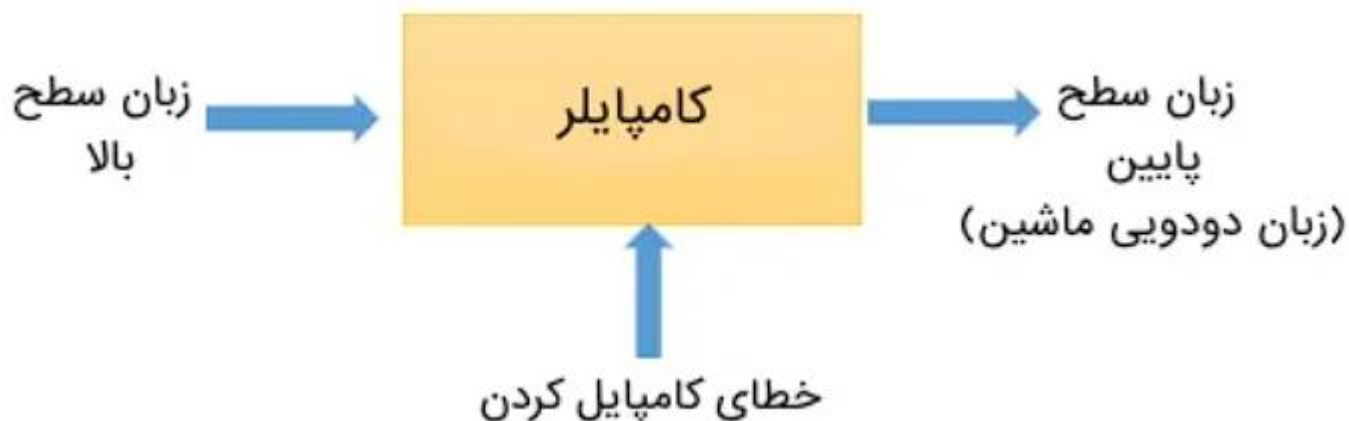 زبان سطح
بالا
کامپایلر
زبان سطح
پایین
(زبان دودویی ماشین)
خطای کامپایل کردن